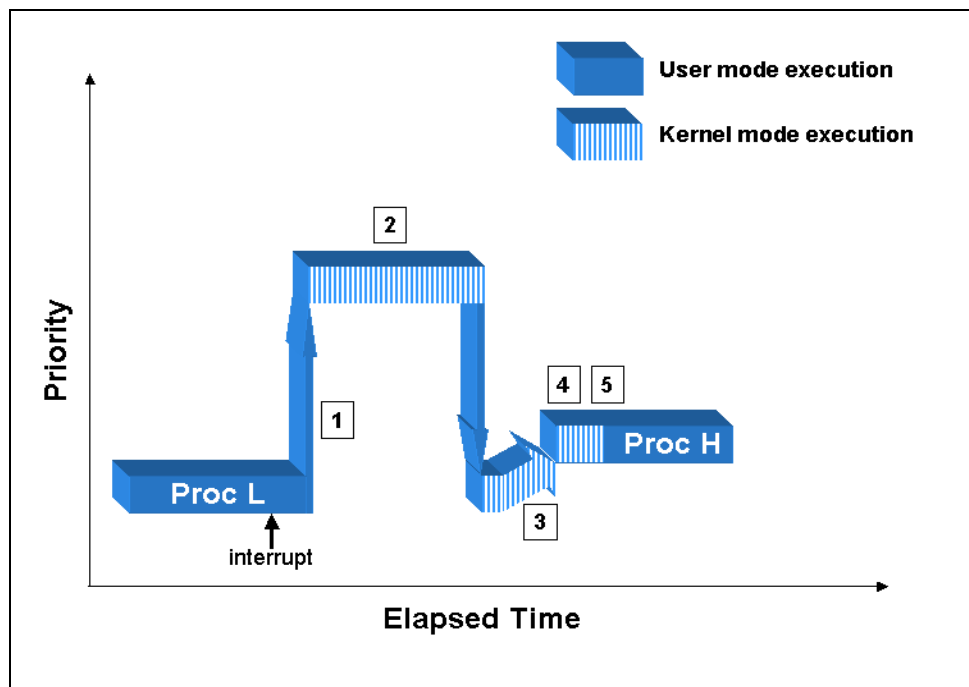 User mode execution
Kernel mode execution
2
Priority
4 5
1
Proc H
Proc L
3
interrupt
Elapsed Time